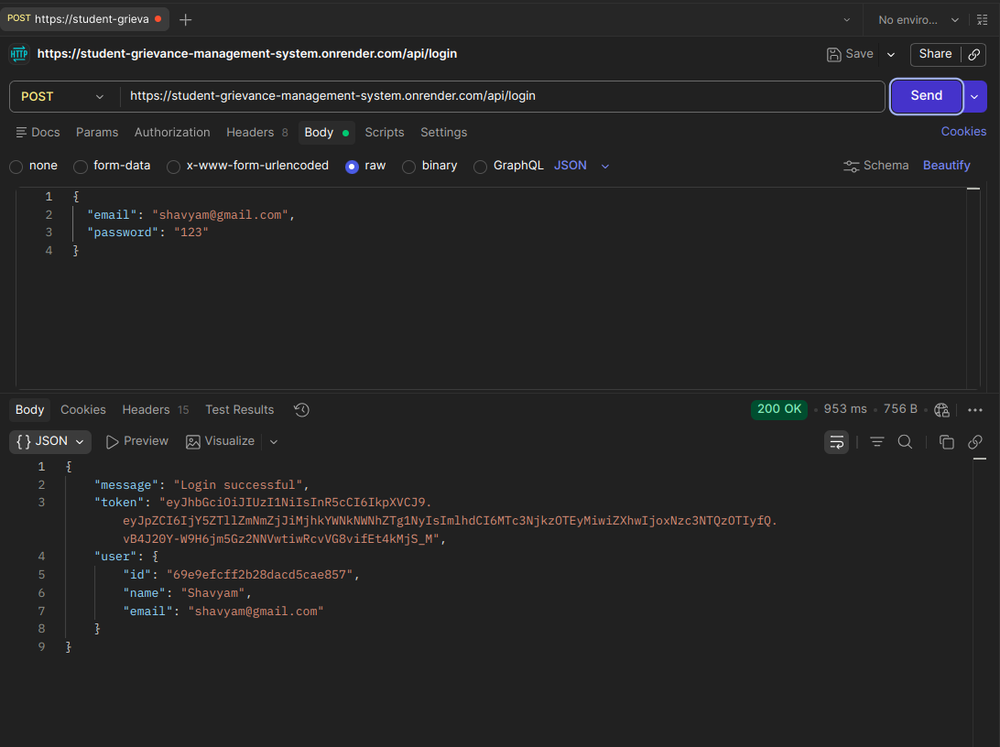 POST https://student-grieva
No enviro...
HTTP https://student-grievance-management-system.onrender.com/api/login
Save
Share
POST https://student-grievance-management-system.onrender.com/api/login
Send
Docs Params Authorization Headers 8 Body Scripts Settings
Cookies
none form-data x-www-form-urlencoded raw binary GraphQL JSON
Schema Beautify
1 {
2 "email": "shavyam@gmail.com",
3 "password": "123"
4 }
Body Cookies Headers 15 Test Results
200 OK 953 ms 756 B
{} JSON Preview Visualize
1 {
2 "message": "Login successful",
3 "token": "eyJhbGciOiJIUzI1NiIsInR5cCI6IkpXVCJ9.
eyJpZCI6IjY5ZTllZmNmZjJiMjhkYWNkNWNhZTg1NyIsImlhdCI6MTc3NjkzOTEyMiwiZXhwIjoxNzc3NTQzOTIyfQ.
vB4J20Y-W9H6jm5Gz2NNVwtiwRcvVG8vifEt4kMjS_M",
4 "user": {
5 "id": "69e9efcff2b28dacd5cae857",
6 "name": "Shavyam",
7 "email": "shavyam@gmail.com"
8 }
9 }